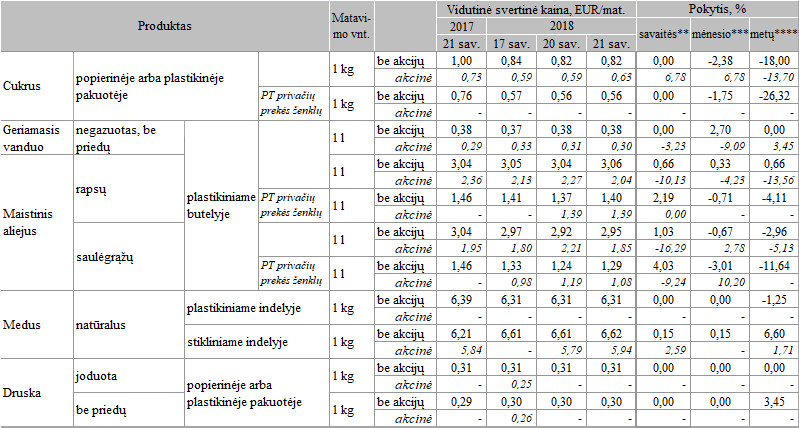 Produktas Matavi-mo vnt. Vidutinė svertinė kaina, EUR/mat. Pokytis, %
2017 2018 savaitės** mėnesio*** metų****
21 sav. 17 sav. 20 sav. 21 sav.
Cukrus popierinėje arba plastikinėje pakuotėje 1 kg be akcijų 1,00 0,84 0,82 0,82 0,00 -2,38 -18,00
akcinė 0,73 0,59 0,59 0,63 6,78 6,78 -13,70
PT privačių prekės ženklų 1 kg be akcijų 0,76 0,57 0,56 0,56 0,00 -1,75 -26,32
akcinė - - - - - - -
Geriamasis vanduo negazuotas, be priedų plastikiniame butelyje 1 l be akcijų 0,38 0,37 0,38 0,38 0,00 2,70 0,00
akcinė 0,29 0,33 0,31 0,30 -3,23 -9,09 3,45
Maistinis aliejus rapsų 1 l be akcijų 3,04 3,05 3,04 3,06 0,66 0,33 0,66
akcinė 2,36 2,13 2,27 2,04 -10,13 -4,23 -13,56
PT privačių prekės ženklų 1 l be akcijų 1,46 1,41 1,37 1,40 2,19 -0,71 -4,11
akcinė - - 1,39 1,39 0,00 - -
saulėgrąžų 1 l be akcijų 3,04 2,97 2,92 2,95 1,03 -0,67 -2,96
akcinė 1,95 1,80 2,21 1,85 -16,29 2,78 -5,13
PT privačių prekės ženklų 1 l be akcijų 1,46 1,33 1,24 1,29 4,03 -3,01 -11,64
akcinė - 0,98 1,19 1,08 -9,24 10,20 -
Medus natūralus plastikiniame indelyje 1 kg be akcijų 6,39 6,31 6,31 6,31 0,00 0,00 -1,25
akcinė - - - - - - -
stikliniame indelyje 1 kg be akcijų 6,21 6,61 6,61 6,62 0,15 0,15 6,60
akcinė 5,84 - 5,79 5,94 2,59 - 1,71
Druska joduota popierinėje arba plastikinėje pakuotėje 1 kg be akcijų 0,31 0,31 0,31 0,31 0,00 0,00 0,00
akcinė - 0,25 - - - - -
be priedų 1 kg be akcijų 0,29 0,30 0,30 0,30 0,00 0,00 3,45
akcinė - 0,26 - - - - -